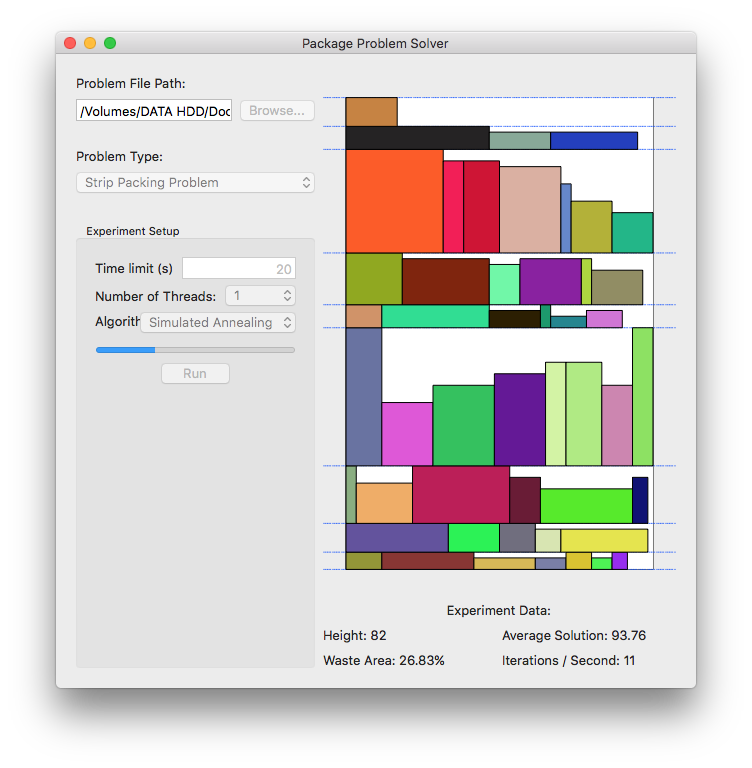 Package Problem Solver
Problem File Path:
/Volumes/DATA HDD/Doc
Browse...
Problem Type:
Strip Packing Problem
Experiment Setup
Time limit (s) 20
Number of Threads: 1
Algorith Simulated Annealing
Run
Experiment Data:
Height: 82 Average Solution: 93.76
Waste Area: 26.83% Iterations / Second: 11